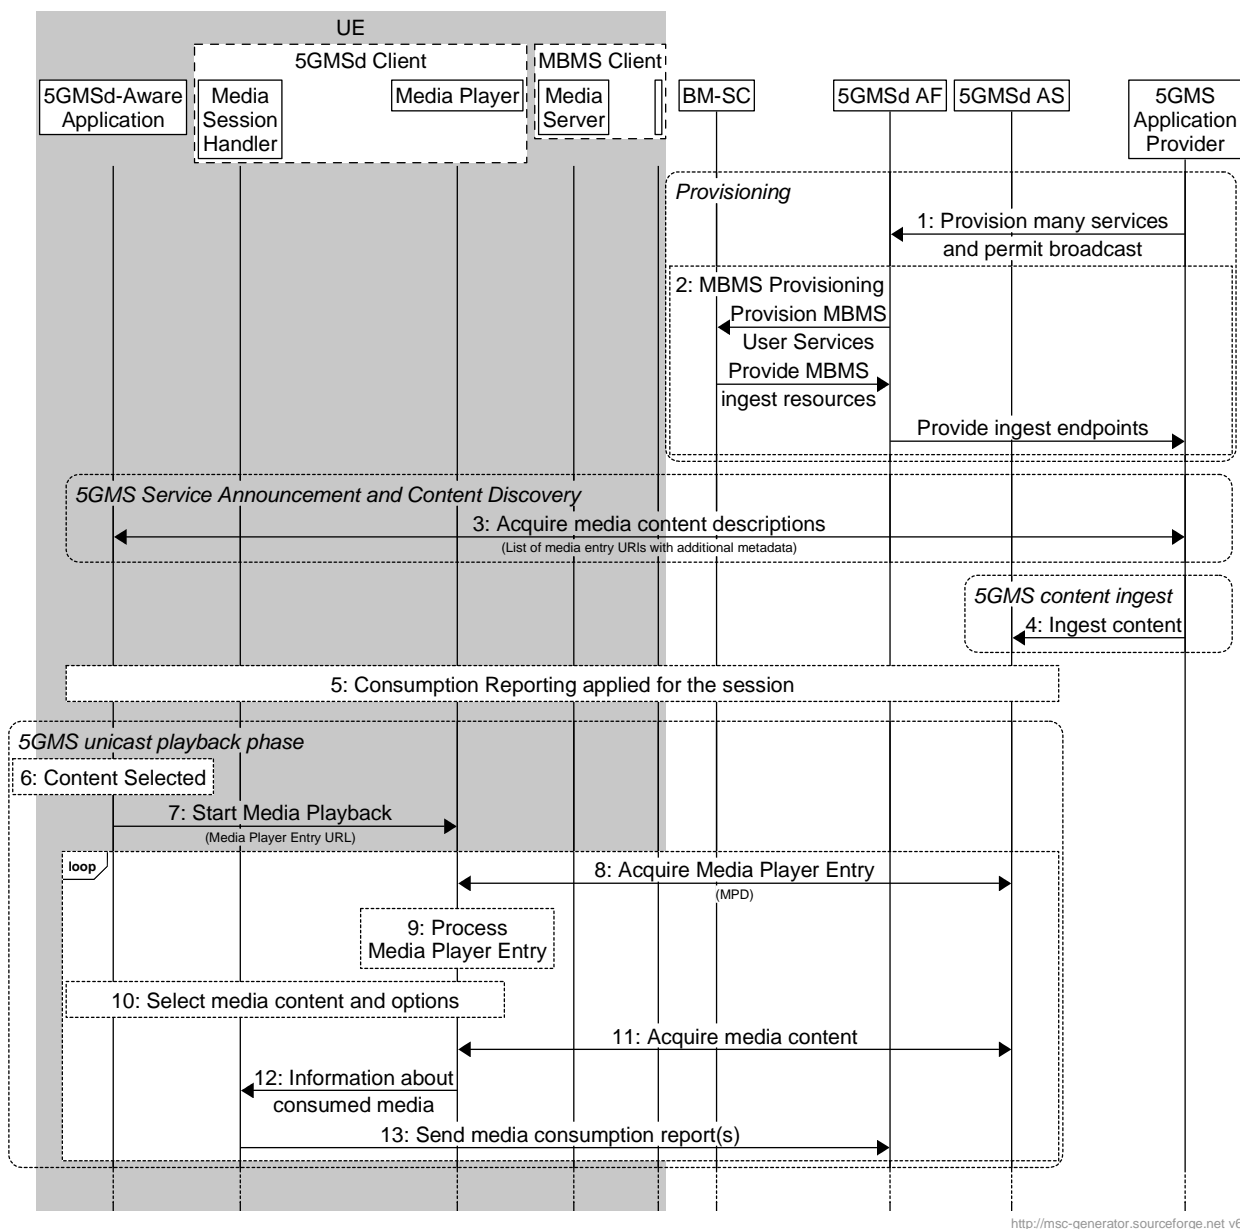 UE
5GMSd Client
MBMS Client
5GMSd-Aware
Application
Media
Session
Handler
Media Player
Media
Server
BM-SC
5GMSd AF
5GMSd AS
5GMS
Application
Provider
Provisioning
1: Provision many services
and permit broadcast
2: MBMS Provisioning
Provision MBMS
User Services
Provide MBMS
ingest resources
Provide ingest endpoints
5GMS Service Announcement and Content Discovery
3: Acquire media content descriptions
(List of media entry URIs with additional metadata)
5GMS content ingest
4: Ingest content
5: Consumption Reporting applied for the session
5GMS unicast playback phase
6: Content Selected
7: Start Media Playback
(Media Player Entry URL)
loop
8: Acquire Media Player Entry
(MPD)
9: Process
Media Player Entry
10: Select media content and options
11: Acquire media content
12: Information about
consumed media
13: Send media consumption report(s)
http://msc-generator.sourceforge.net v6